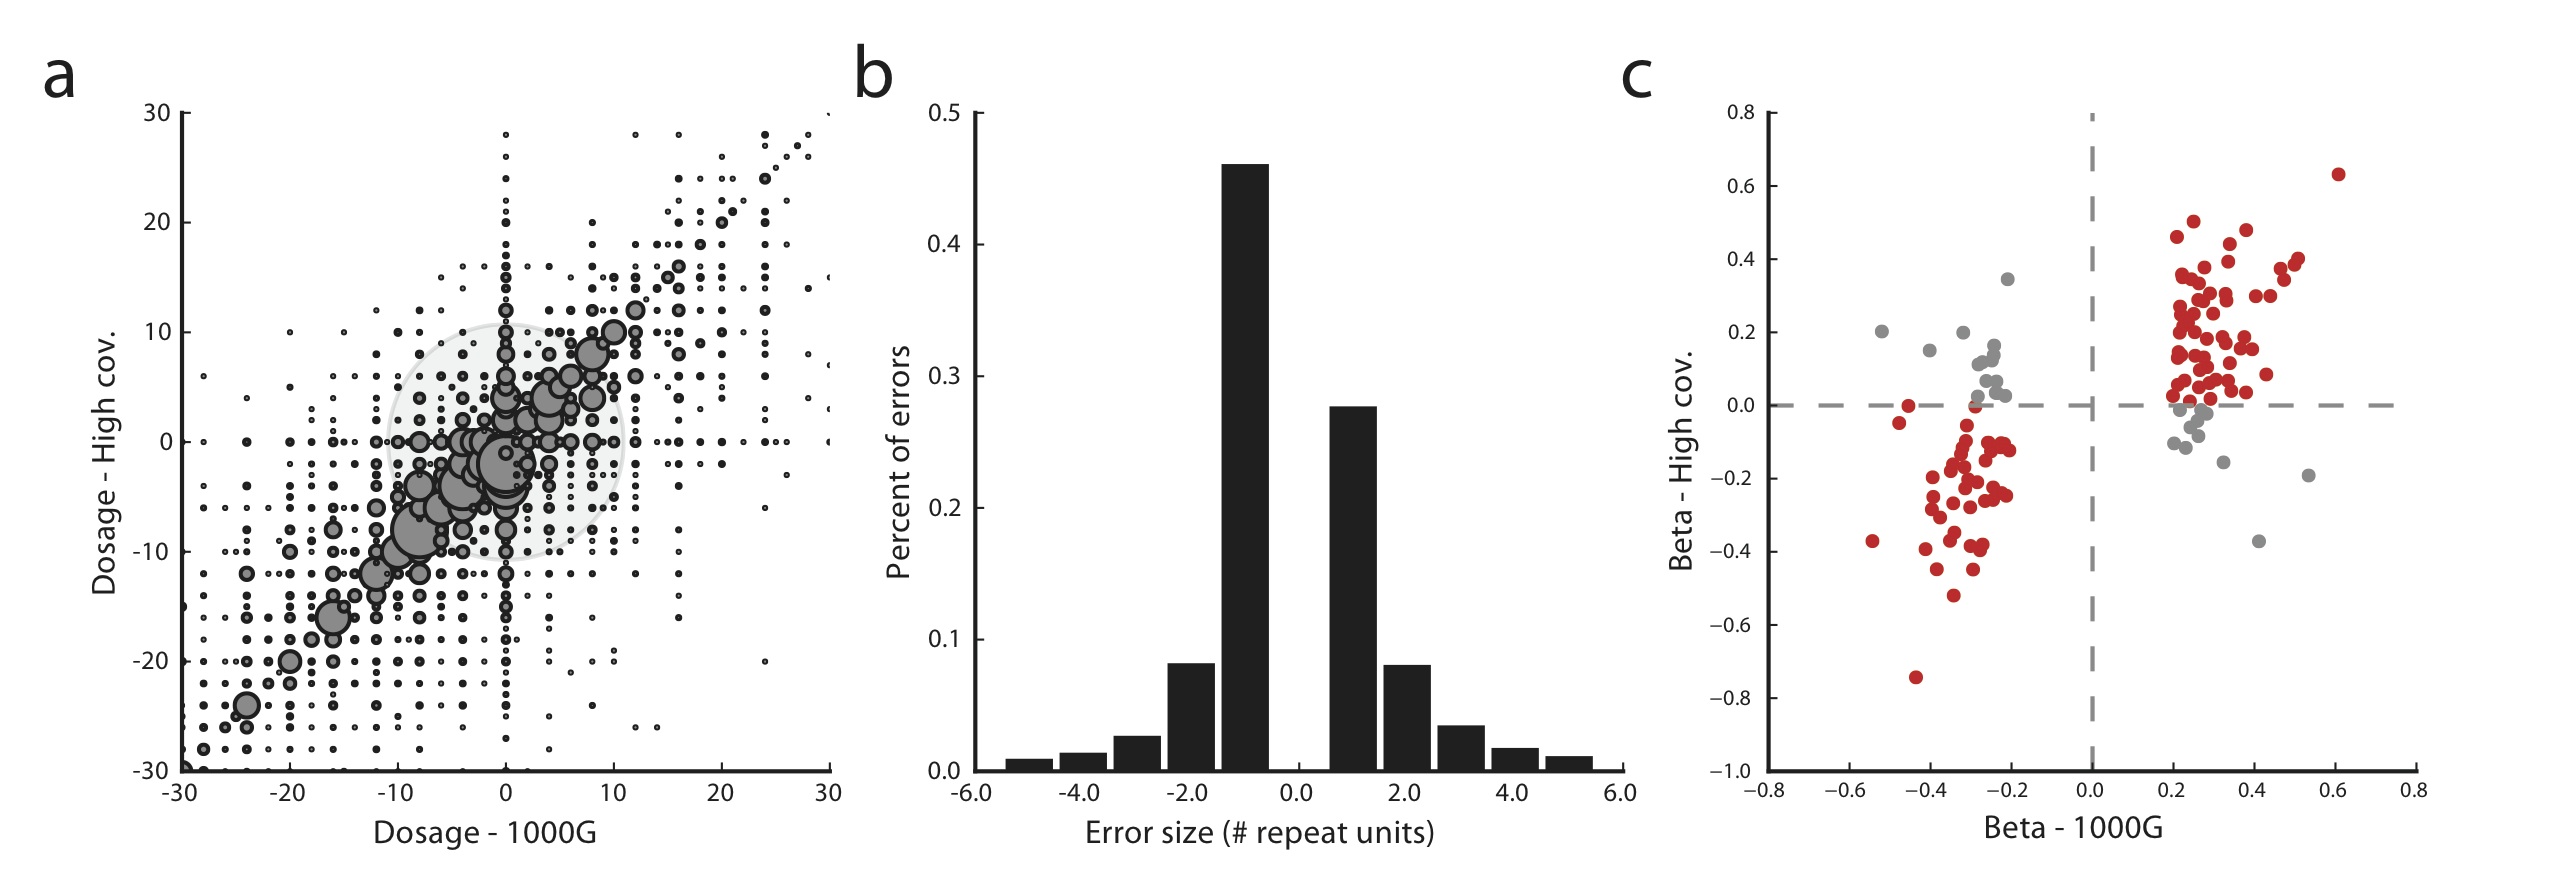 a
Dosage - High cov.
30
20
10
0
-10
-20
-30
-30 -20 -10 0 10 20 30
Dosage - 1000G
b
Percent of errors
0.5
0.4
0.3
0.2
0.1
0.0
-6.0 -4.0 -2.0 0.0 2.0 4.0 6.0
Error size (# repeat units)
c
Beta - High cov.
0.8
0.6
0.4
0.2
0.0
−0.2
−0.4
−0.6
−0.8
−1.0
−0.8 −0.6 −0.4 −0.2 0.0 0.2 0.4 0.6 0.8
Beta - 1000G